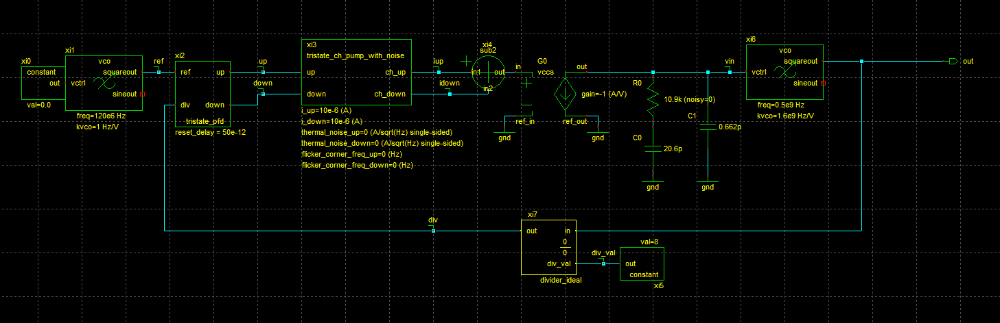 xi0
constant
out
val=0.0
xi1
vco
squareout
vctrl
sineout
freq=120e6 Hz
kvco=1 Hz/V
ref
xi2
ref
up
div
down
tristate_pfd
reset_delay = 50e-12
up
down
xi3
tristate_ch_pump_with_noise
up
ch_up
down
ch_down
i_up=10e-6 (A)
i_down=10e-6 (A)
thermal_noise_up=0 (A/sqrt(Hz) single-sided)
thermal_noise_down=0 (A/sqrt(Hz) single-sided)
flicker_corner_freq_up=0 (Hz)
flicker_corner_freq_down=0 (Hz)
iup
idown
xi4
sub2
in1
out
in2
in
G0
vccs
out
gain=-1 (A/V)
ref_in
gnd
ref_out
gnd
R0
10.9k (noisy=0)
C0
20.6p
gnd
C1
0.662p
gnd
vin
xi6
vco
squareout
vctrl
sineout
freq=0.5e9 Hz
kvco=1.6e9 Hz/V
out
div
xi7
out
in
0
0
div_val
divider_ideal
div_val
val=8
out
constant
xi5